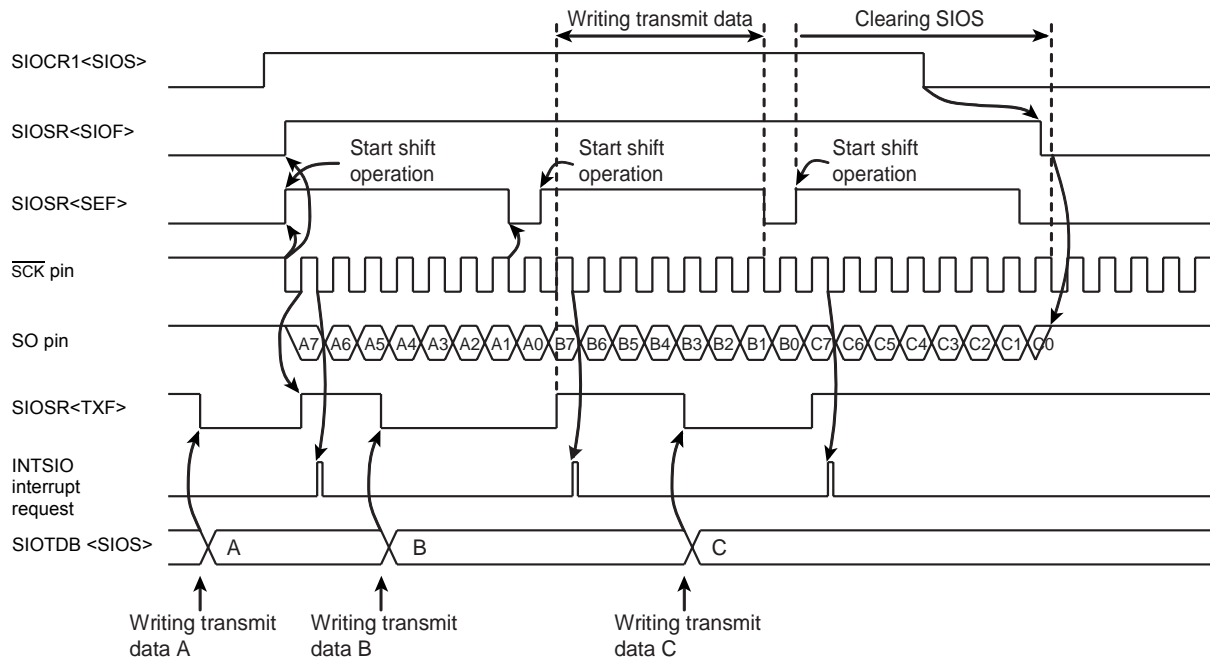 Writing transmit data
Clearing SIOS
SIOCR1<SIOS>
SIOSR<SIOF>
Start shift
operation
Start shift
operation
Start shift
operation
SIOSR<SEF>
SCK pin
SO pin
A7 A6 A5 A4 A3 A2 A1 A0 B7 B6 B5 B4 B3 B2 B1 B0 C7 C6 C5 C4 C3 C2 C1 C0
SIOSR<TXF>
INTSIO
interrupt
request
SIOTDB <SIOS>
A
B
C
Writing transmit
data A
Writing transmit
data B
Writing transmit
data C